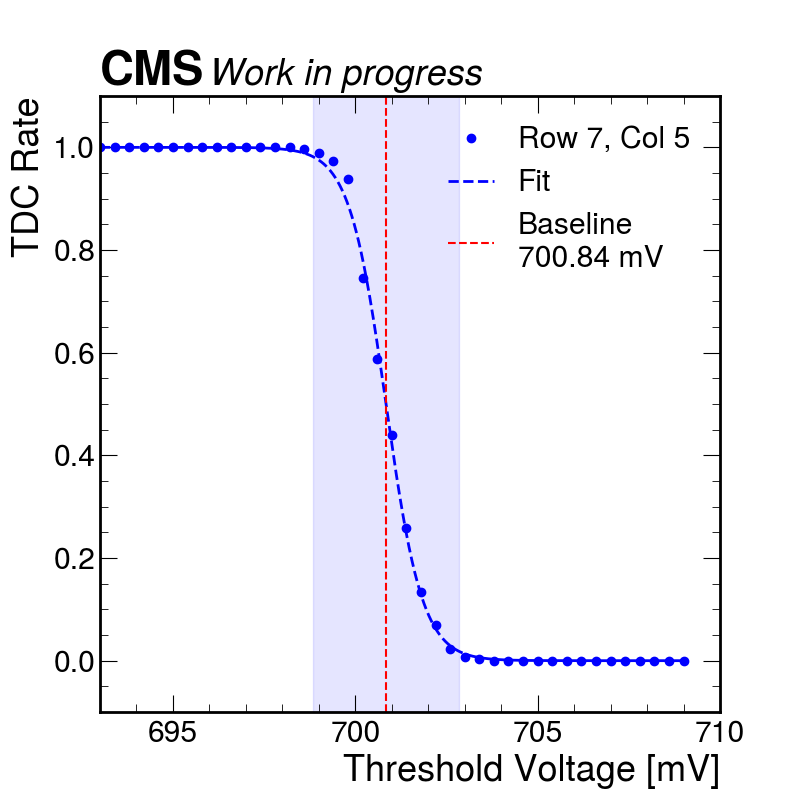 CMS Work in progress
TDC Rate
1.0
0.8
0.6
0.4
0.2
0.0
Row 7, Col 5
Fit
Baseline
700.84 mV
695
700
705
710
Threshold Voltage [mV]